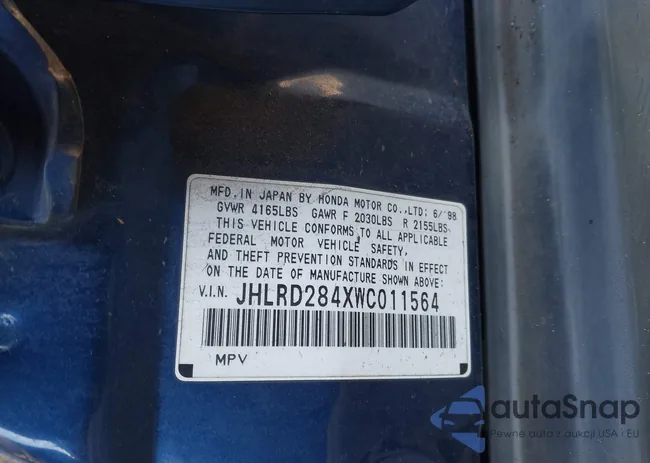 MFD. IN JAPAN BY HONDA MOTOR CO.,LTD: 6/'98
GVWR 4165LBS GAWR F 2030LBS R 2155LBS
THIS VEHICLE CONFORMS TO ALL APPLICABLE
FEDERAL MOTOR VEHICLE SAFETY,
AND THEFT PREVENTION STANDARDS IN EFFECT
ON THE DATE OF MANUFACTURE SHOWN ABOVE:
V.I.N. JHLRD284XWC011564
MPV
autaSnap
Pewne auta z aukcji USA i EU